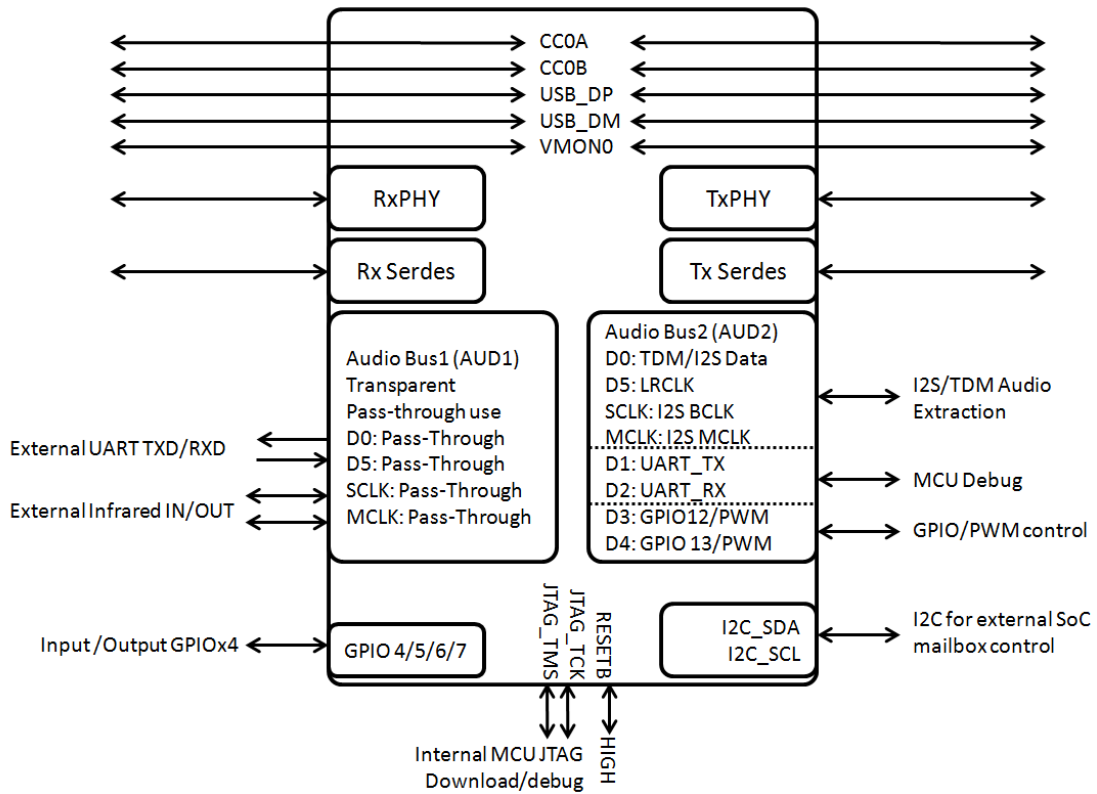 CC0A
CC0B
USB_DP
USB_DM
VMON0
RxPHY
TxPHY
Rx Serdes
Tx Serdes
Audio Bus1 (AUD1)
Transparent
Pass-through use
D0: Pass-Through
D5: Pass-Through
SCLK: Pass-Through
MCLK: Pass-Through
External UART TXD/RXD
External Infrared IN/OUT
Audio Bus2 (AUD2)
D0: TDM/I2S Data
D5: LRCLK
SCLK: I2S BCLK
MCLK: I2S MCLK
D1: UART_TX
D2: UART_RX
D3: GPIO12/PWM
D4: GPIO 13/PWM
I2S/TDM Audio
Extraction
MCU Debug
GPIO/PWM control
Input /Output GPIOx4
GPIO 4/5/6/7
JTAG_TMS
JTAG_TCK
RESETB
I2C_SDA
I2C_SCL
I2C for external SoC
mailbox control
Internal MCU JTAG
Download/debug
HIGH